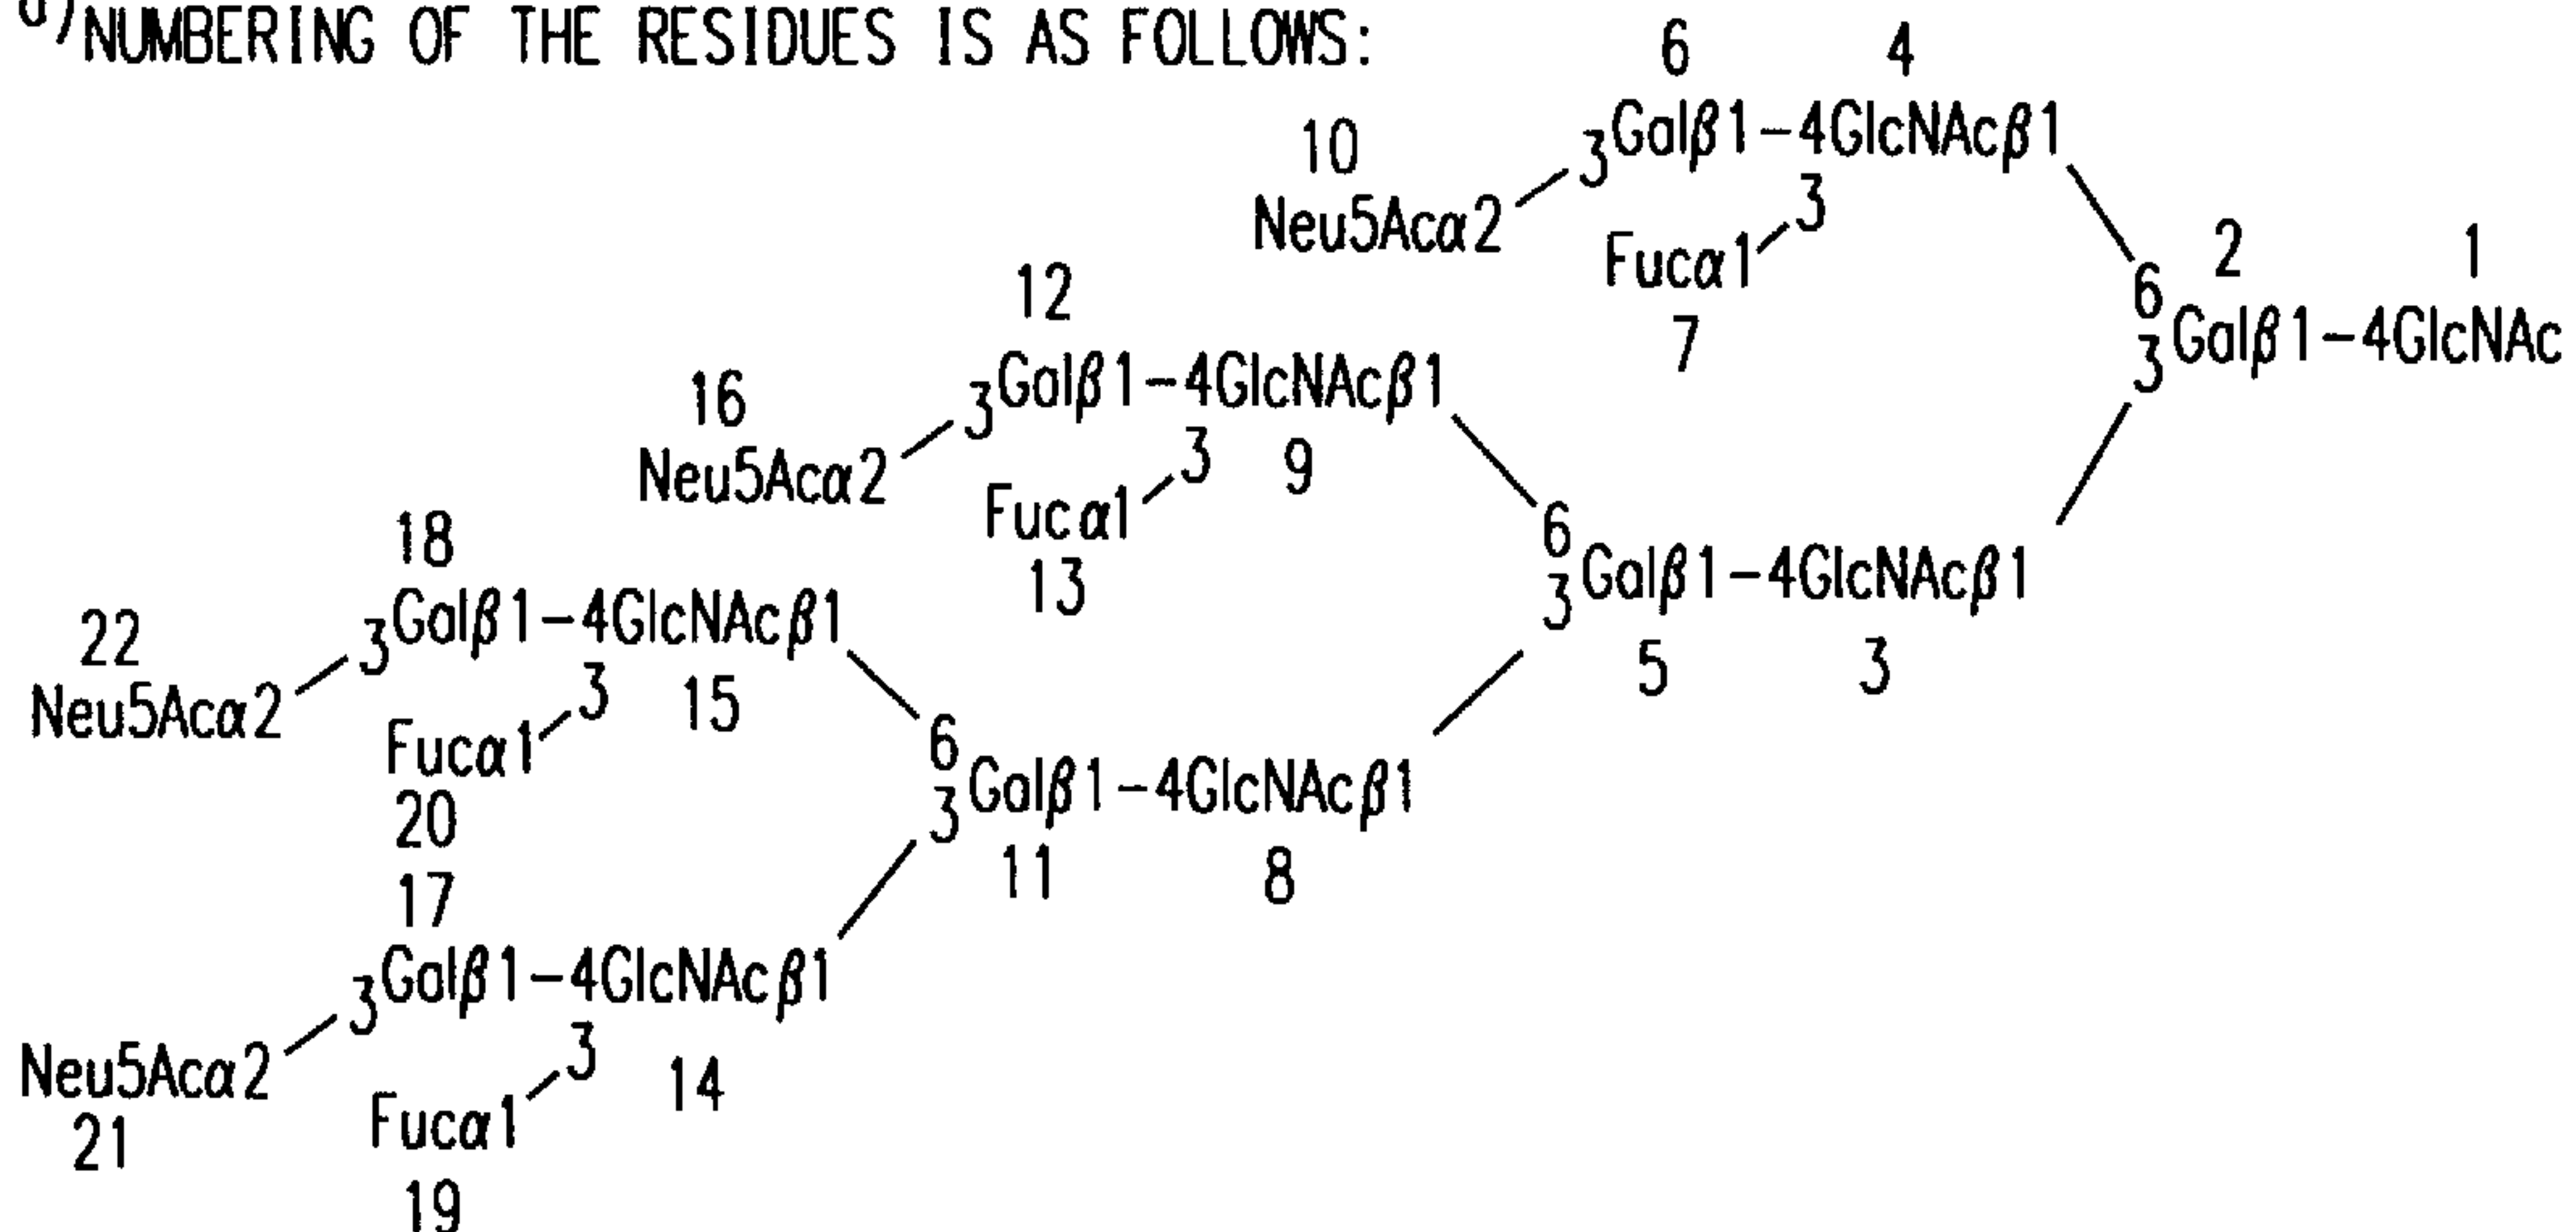 a) NUMBERING OF THE RESIDUES IS AS FOLLOWS:
6 4
10 3Galβ1-4GlcNAcβ1
Neu5Acα2 3
Fucα1 2 1
12 7 6
3Galβ1-4GlcNAc
16 3Galβ1-4GlcNAcβ1
Neu5Acα2 3 9
Fucα1
18 13 6
3Galβ1-4GlcNAcβ1
22 3Galβ1-4GlcNAcβ1 5 3
Neu5Acα2 3 15
Fucα1 6
20 3Galβ1-4GlcNAcβ1
17 11 8
3Galβ1-4GlcNAcβ1
Neu5Acα2 3 14
21 Fucα1
19